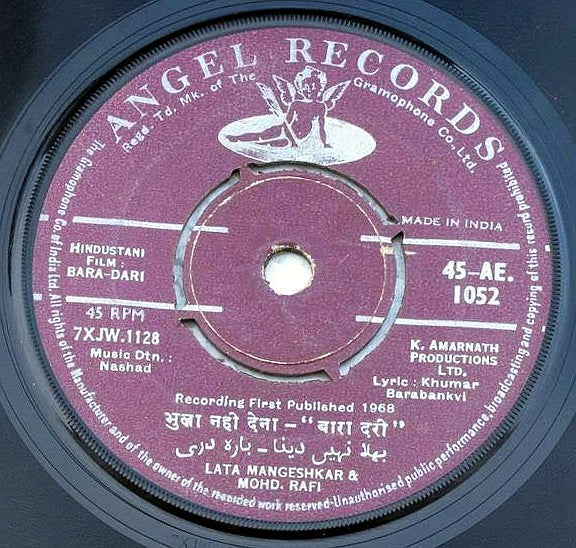 ANGEL RECORDS
Regd. Td. Mk. of The Gramophone Co. Ltd.
The Gramophone Co. of India Ltd. All rights of the Manufacturer and of the owner of the recorded work reserved-Unauthorised public performance, broadcasting and copying of this record prohibited
MADE IN INDIA
HINDUSTANI
FILM :
BARA-DARI
45-AE.
1052
45 RPM
7XJW.1128
Music Dtn. :
Nashad
K. AMARNATH
PRODUCTIONS
LTD.
Lyric : Khumar
Barabankvi
Recording First Published 1968
भुला नहीं देना - "बारा दरी"
بھلا نہیں دینا - بارہ دری
LATA MANGESHKAR &
MOHD. RAFI